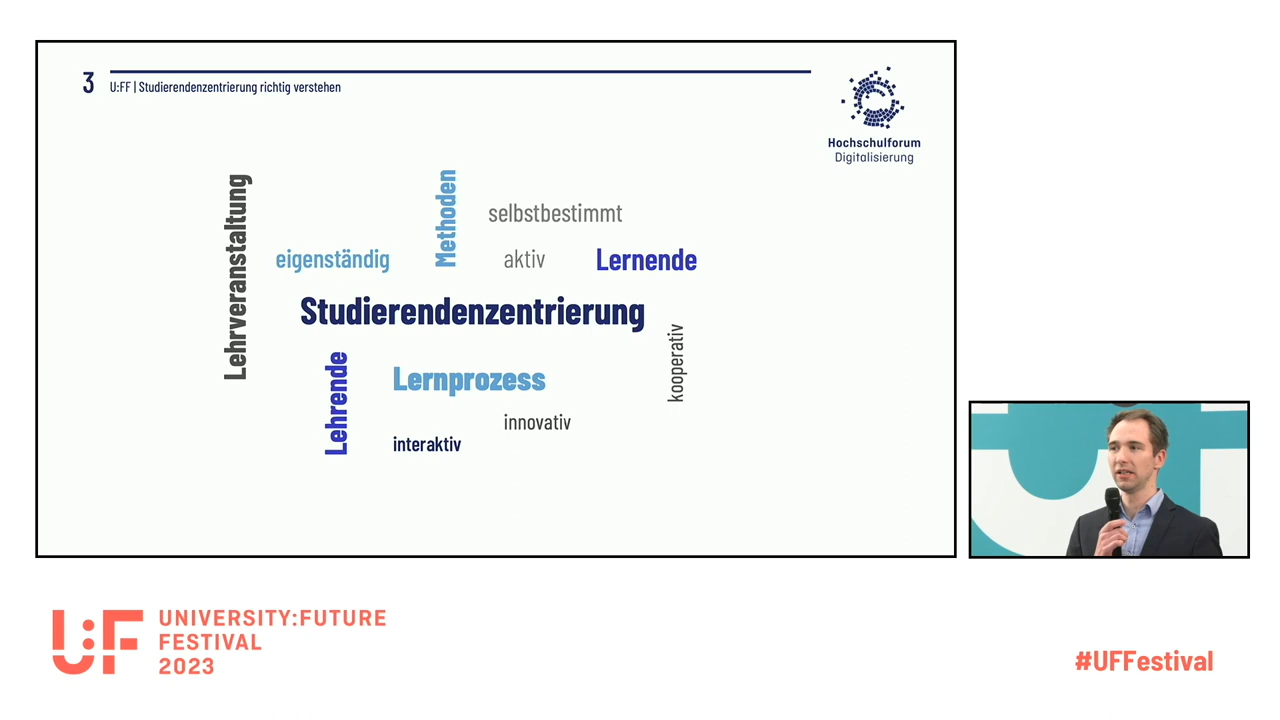 3
U:FF | Studierendenzentrierung richtig verstehen
Hochschulforum
Digitalisierung
Lehrveranstaltung
Methoden
selbstbestimmt
eigenständig
aktiv
Lernende
Studierendenzentrierung
kooperativ
Lehrende
Lernprozess
innovativ
interaktiv
U:F
UNIVERSITY:FUTURE
FESTIVAL
2023
#UFFestival